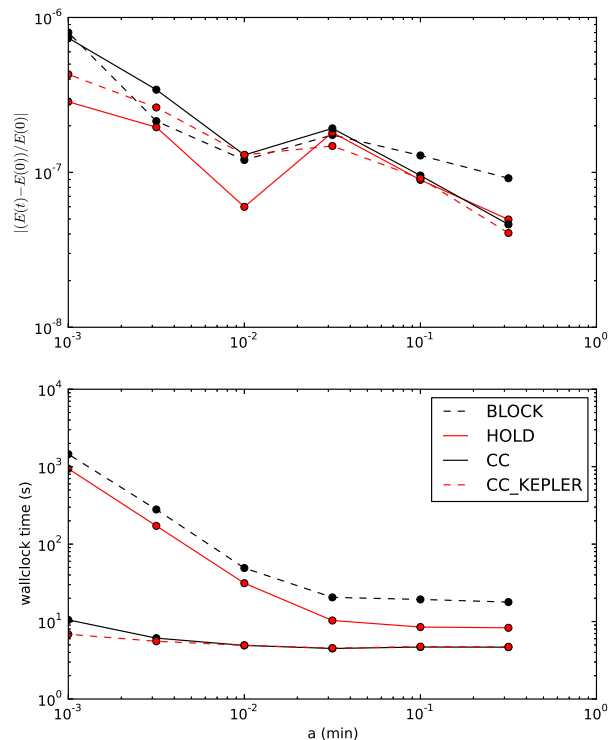 10^-6
10^-7
10^-8
|(E(t)−E(0))/E(0)|
10^-3 10^-2 10^-1 10^0
10^4
10^3
10^2
10^1
10^0
wallclock time (s)
BLOCK
HOLD
CC
CC_KEPLER
10^-3 10^-2 10^-1 10^0
a (min)